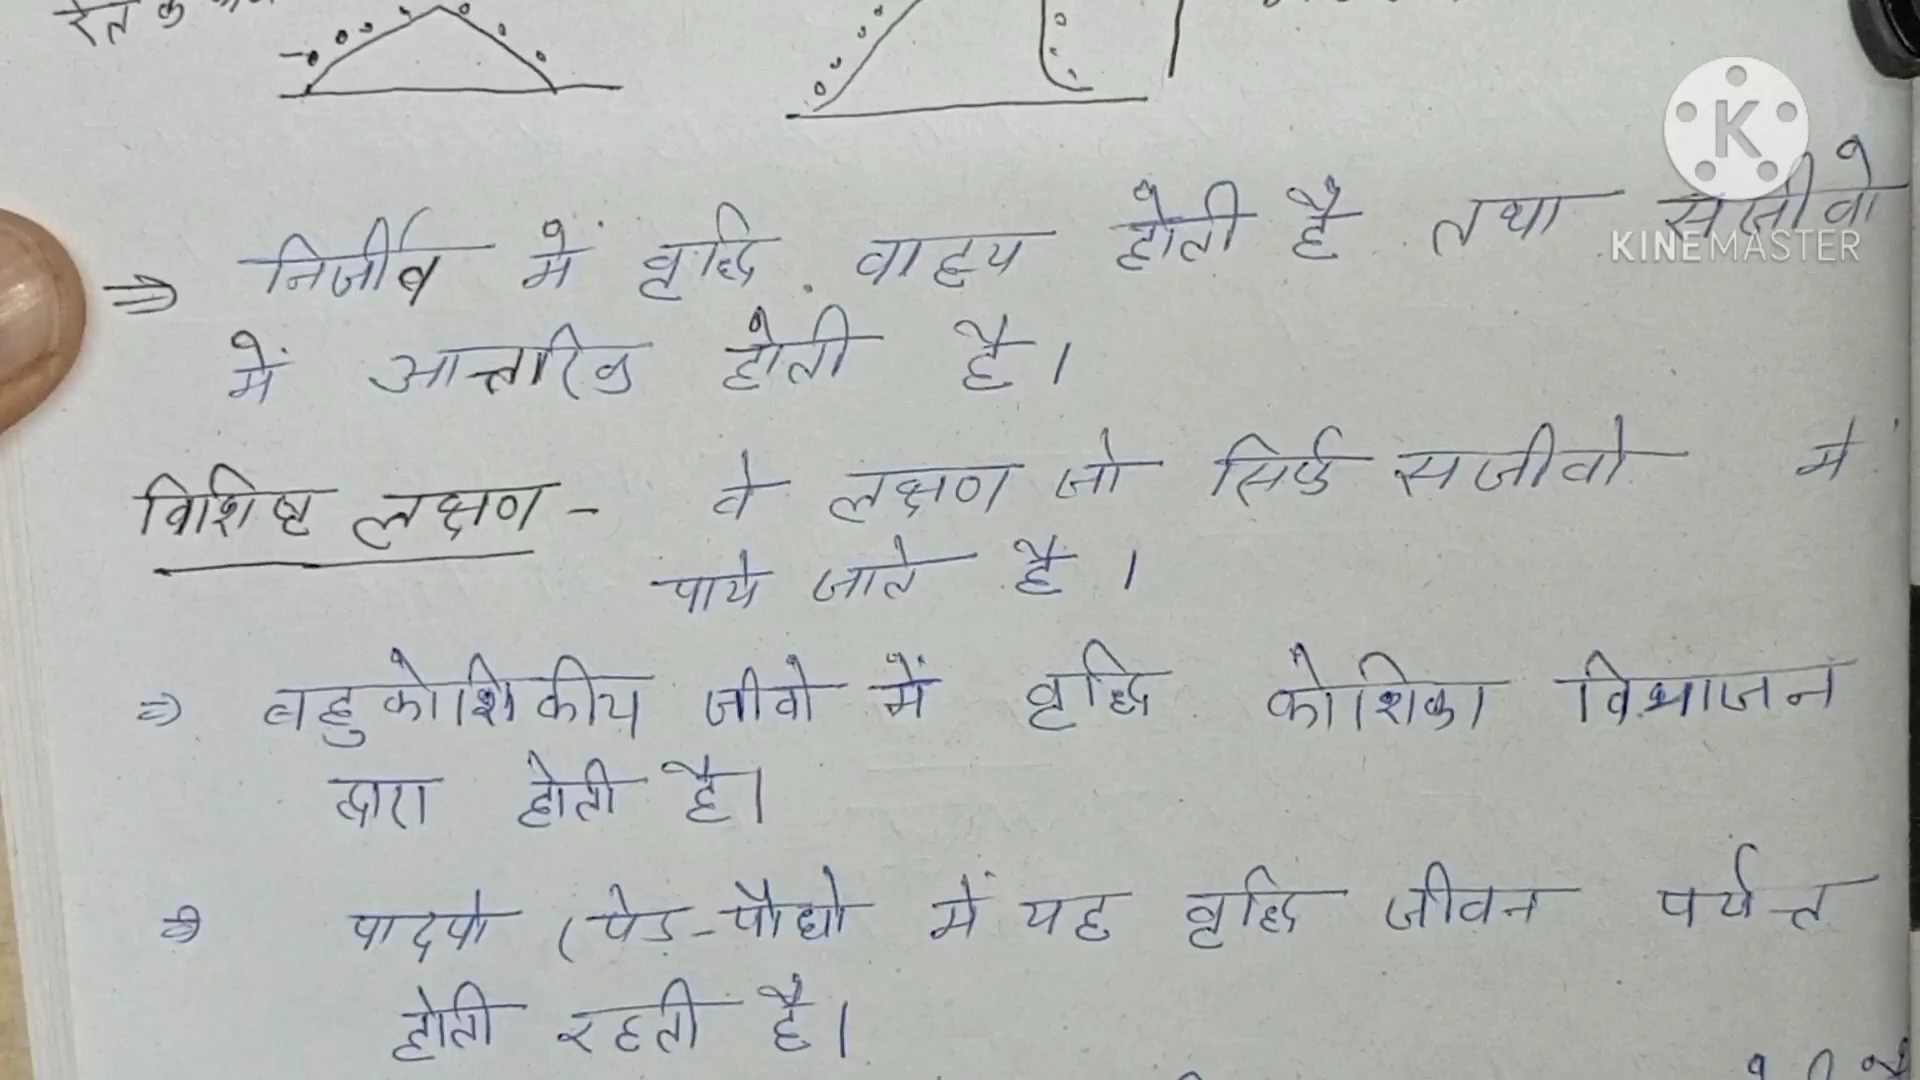 रेत के
K
KINEMASTER
⇒ निर्जीव में वृद्धि वाह्य होती है तथा सजीवो
में आन्तरिक होती है।
विशिष्ट लक्षण - वे लक्षण जो सिर्फ सजीवो में
पाये जाते है।
⇒ बहुकोशिकीय जीवो में वृद्धि कोशिका विभाजन
द्वारा होती है।
⇒ पादपो (पेड-पौधो में यह वृद्धि जीवन पर्यन्त
होती रहती है।